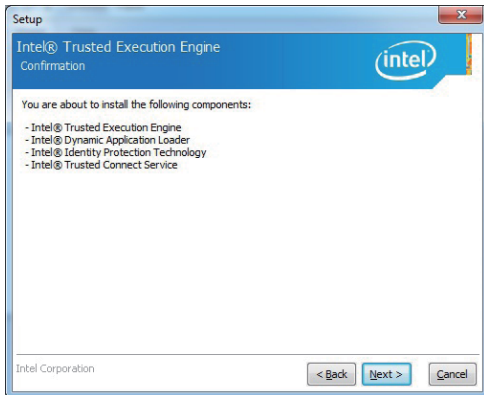 Setup
Intel® Trusted Execution Engine
Confirmation
intel
You are about to install the following components:
- Intel® Trusted Execution Engine
- Intel® Dynamic Application Loader
- Intel® Identity Protection Technology
- Intel® Trusted Connect Service
Intel Corporation
< Back
Next >
Cancel